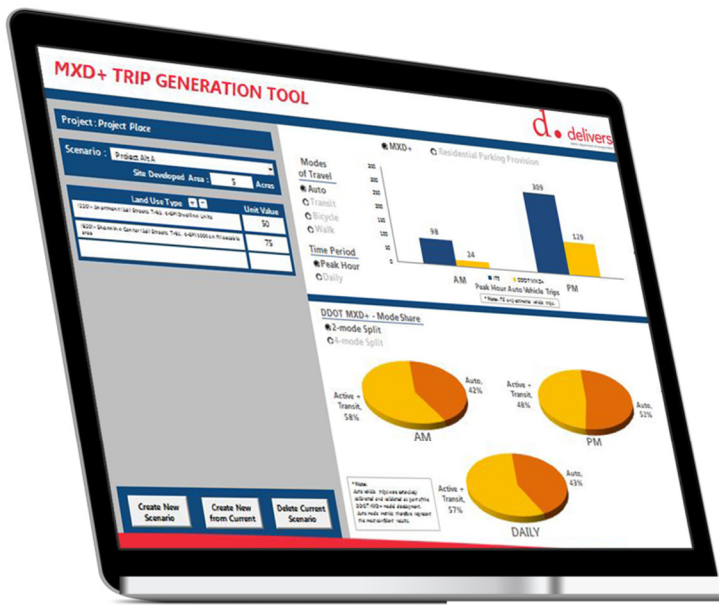 MXD+ TRIP GENERATION TOOL
d. delivers
Project: Project Place
Scenario :
Project Alt A
Site Developed Area :
5
Acres
Land Use Type
Unit Value
50
75
MXD+
Residential Parking Provision
Modes
of Travel
Auto
Transit
Bicycle
Walk
Time Period
Peak Hour
Daily
98
24
309
129
AM
PM
ITE
DDOT MXD+
Peak Hour Auto Vehicle Trips
DDOT MXD+ - Mode Share
2-mode Split
4-mode Split
Active +
Transit,
58%
Auto,
42%
AM
Active +
Transit,
48%
Auto,
52%
PM
Active +
Transit,
57%
Auto,
43%
DAILY
* Note:
Create New
Scenario
Create New
from Current
Delete Current
Scenario